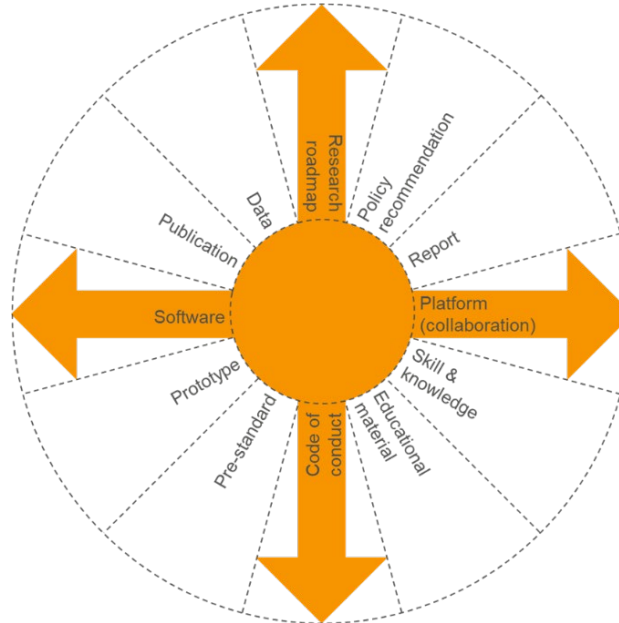 Research
roadmap
Policy
recommendation
Report
Platform
(collaboration)
Skill &
knowledge
Educational
material
Code of
conduct
Pre-standard
Prototype
Software
Publication
Data